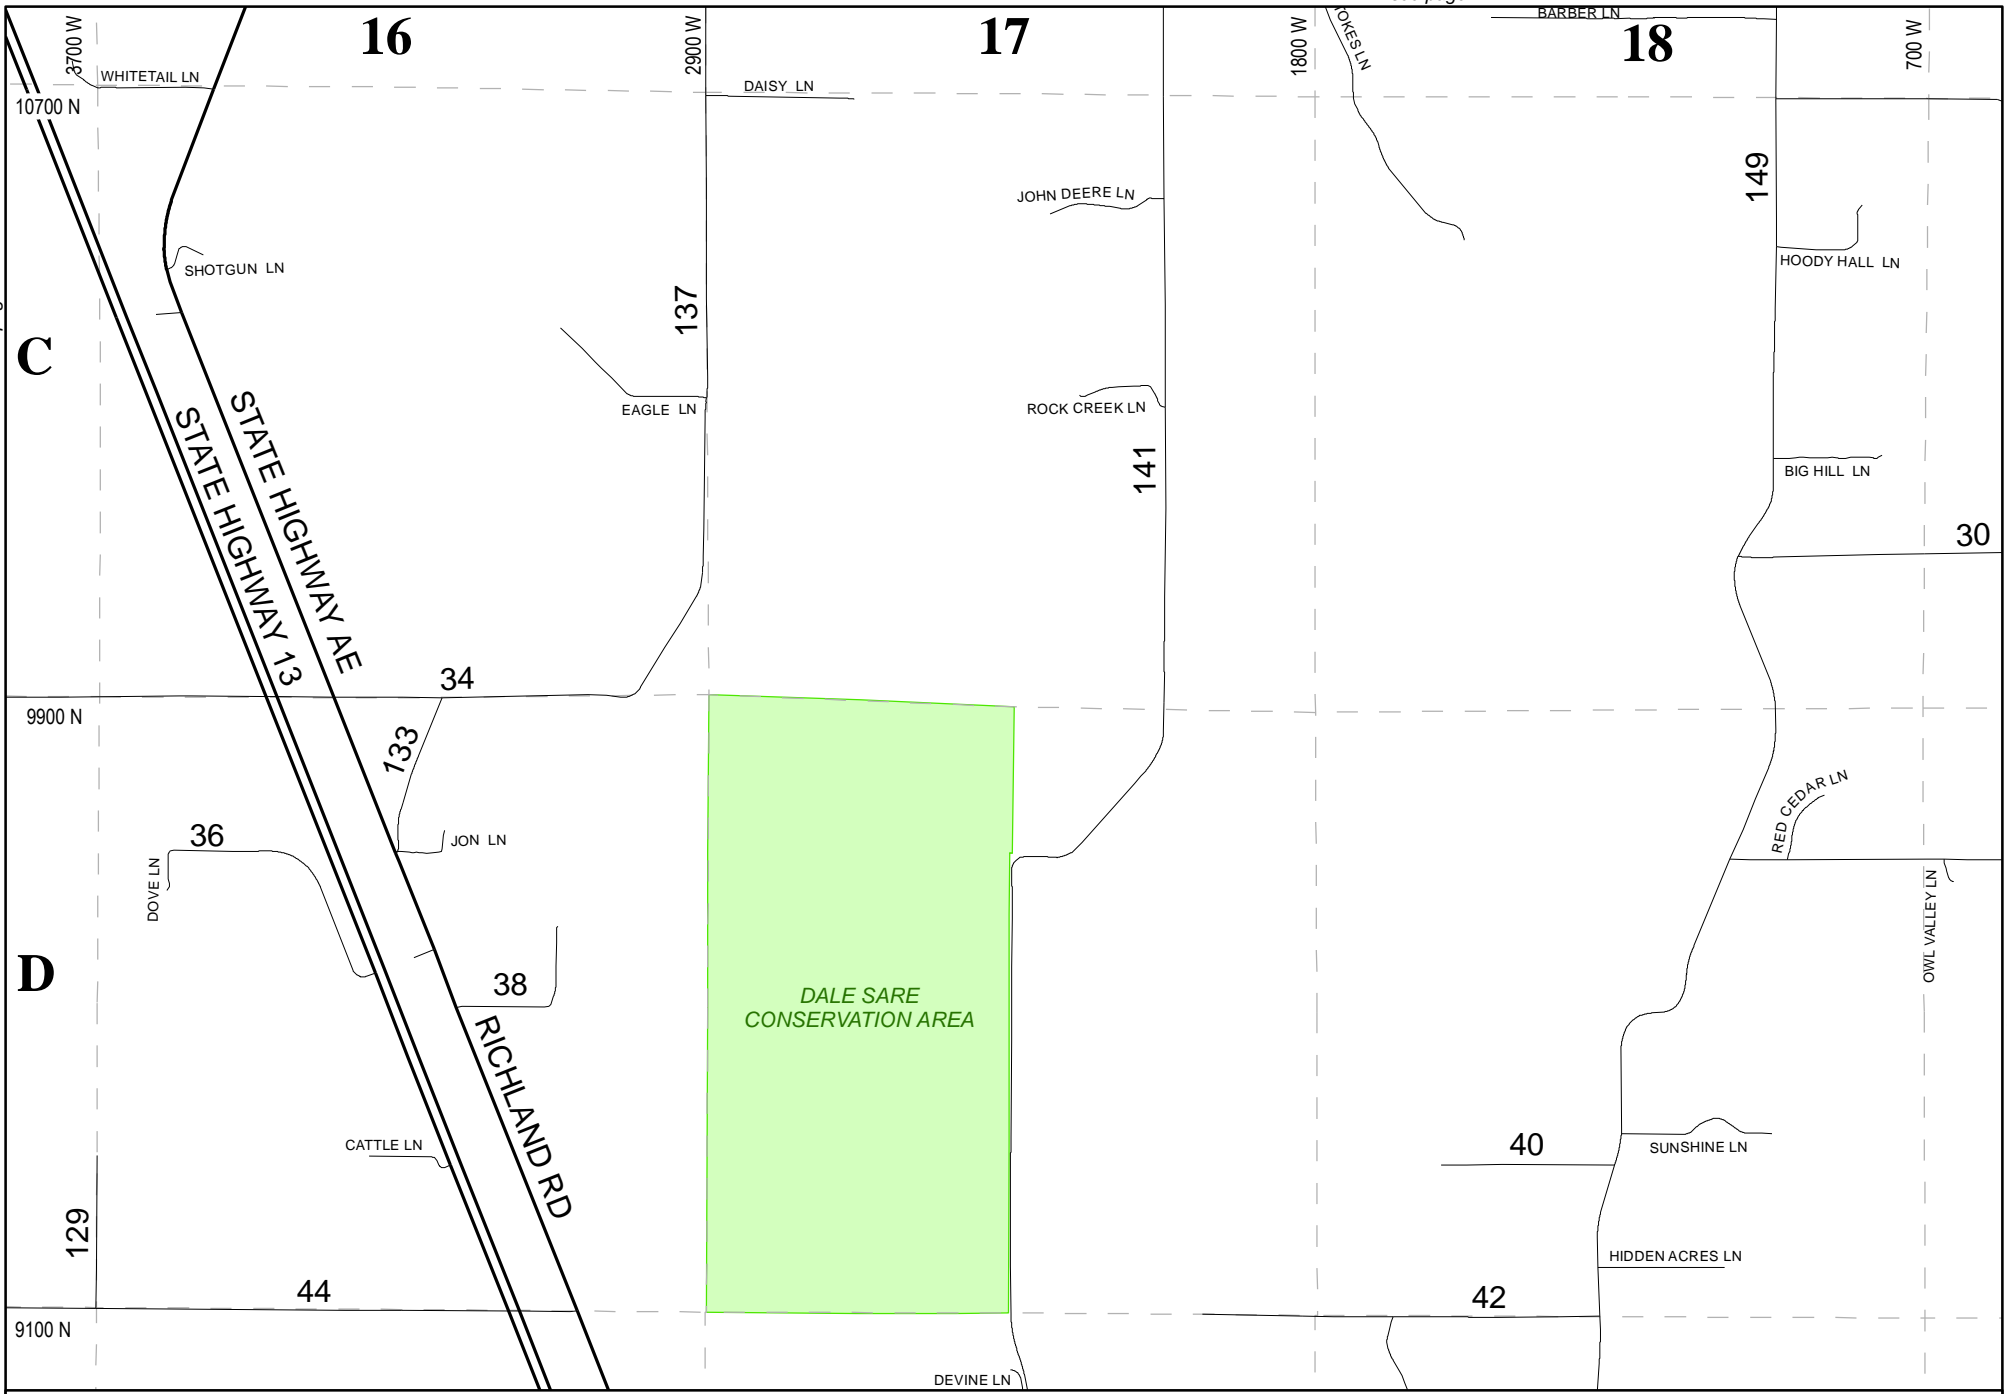 16
17
18
3700 W
2900 W
1800 W
700 W
BARBER LN
WHITETAIL LN
10700 N
DAISY LN
JOHN DEERE LN
149
HOODY HALL LN
SHOTGUN LN
137
C
EAGLE LN
ROCK CREEK LN
141
BIG HILL LN
STATE HIGHWAY AE
STATE HIGHWAY 13
30
34
9900 N
133
RED CEDAR LN
36
JON LN
DOVE LN
OWL VALLEY LN
D
38
DALE SARE
CONSERVATION AREA
RICHLAND RD
CATTLE LN
40
SUNSHINE LN
129
HIDDEN ACRES LN
44
42
9100 N
DEVINE LN